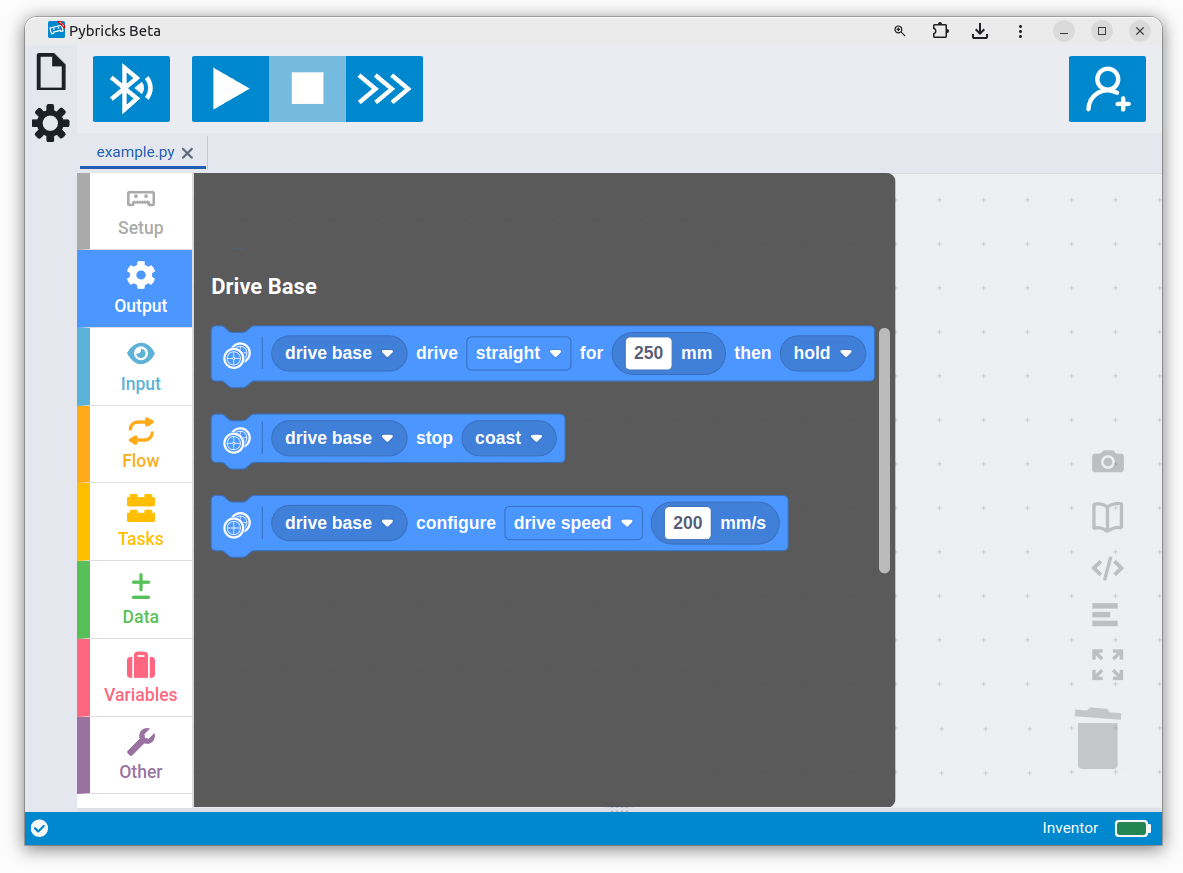 Pybricks Beta
example.py
Setup
Output
Input
Flow
Tasks
Data
Variables
Other
Drive Base
drive base drive straight for 250 mm then hold
drive base stop coast
drive base configure drive speed 200 mm/s
Inventor